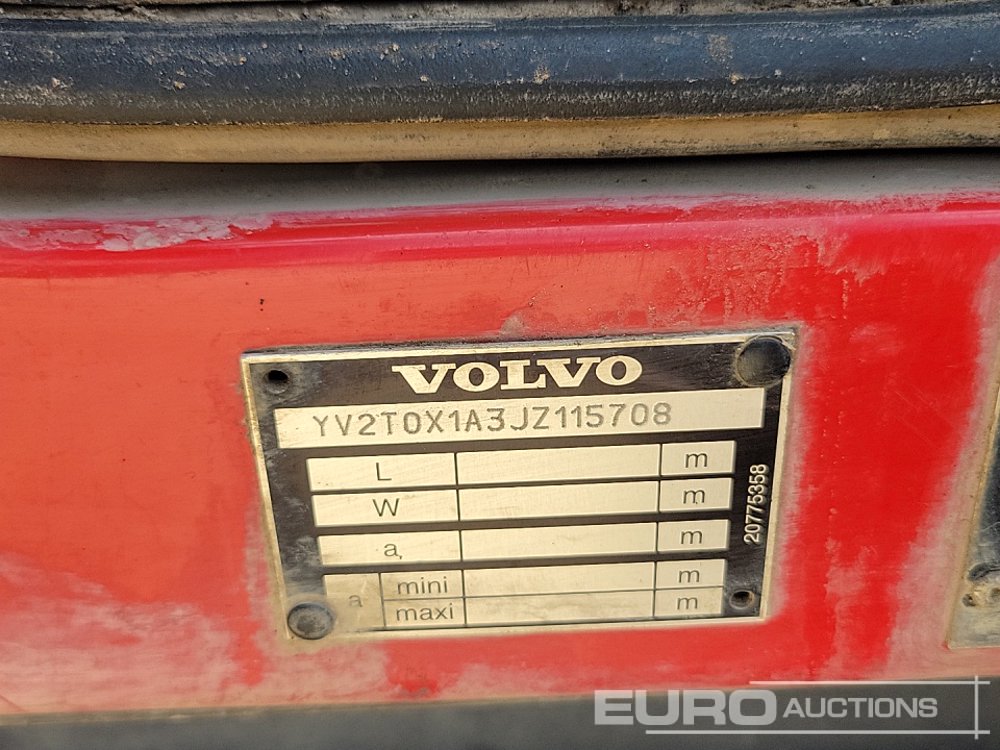 VOLVO
YV2T0X1A3JZ115708
L m
W m
a, m
a mini m
maxi m
20775358
EURO AUCTIONS